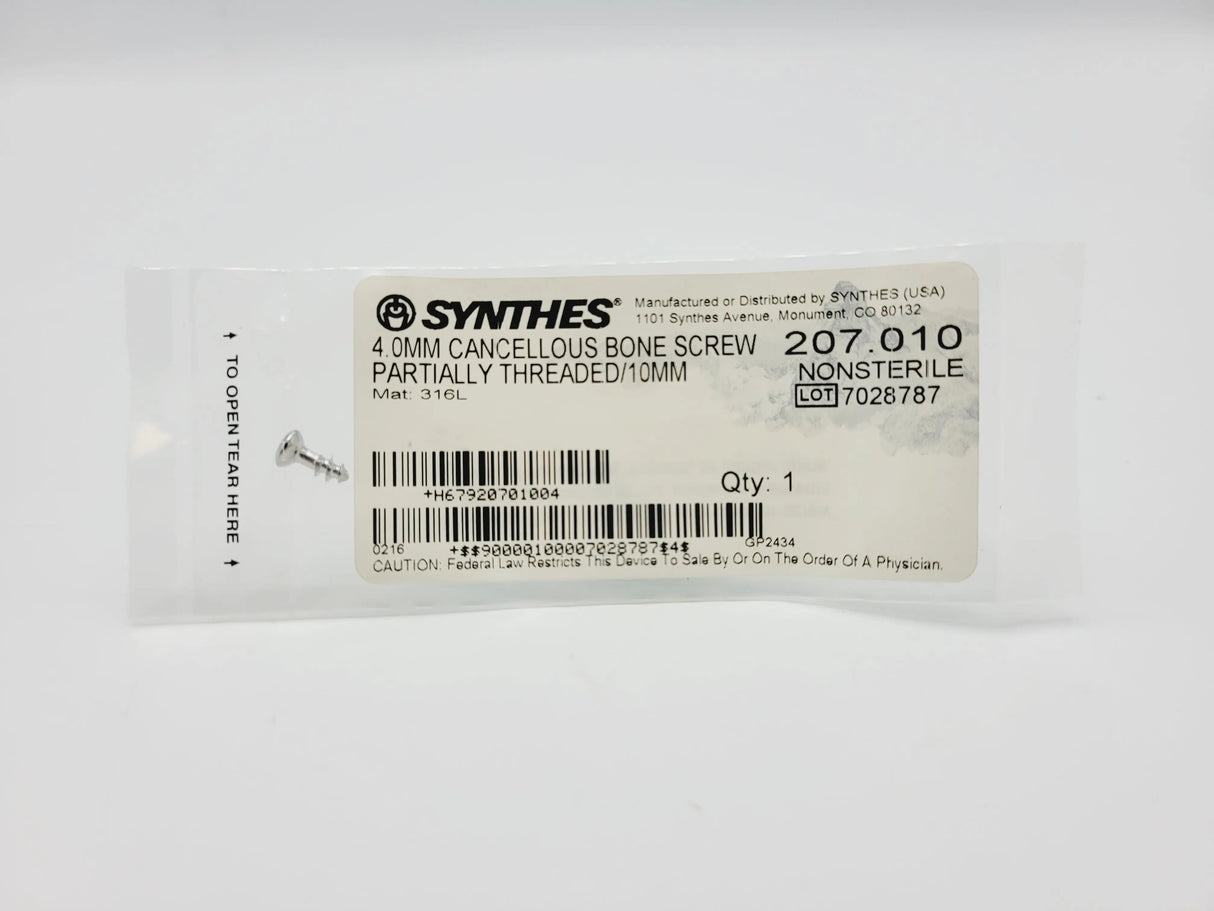 ↑ TO OPEN TEAR HERE ↑
SYNTHES® Manufactured or Distributed by SYNTHES (USA)
1101 Synthes Avenue, Monument, CO 80132
4.0MM CANCELLOUS BONE SCREW 207.010
PARTIALLY THREADED/10MM NONSTERILE
Mat: 316L LOT 7028787
+H67920701004 Qty: 1
0216 +$$90000100007028787$4$ GP2434
CAUTION: Federal Law Restricts This Device To Sale By Or On The Order Of A Physician.